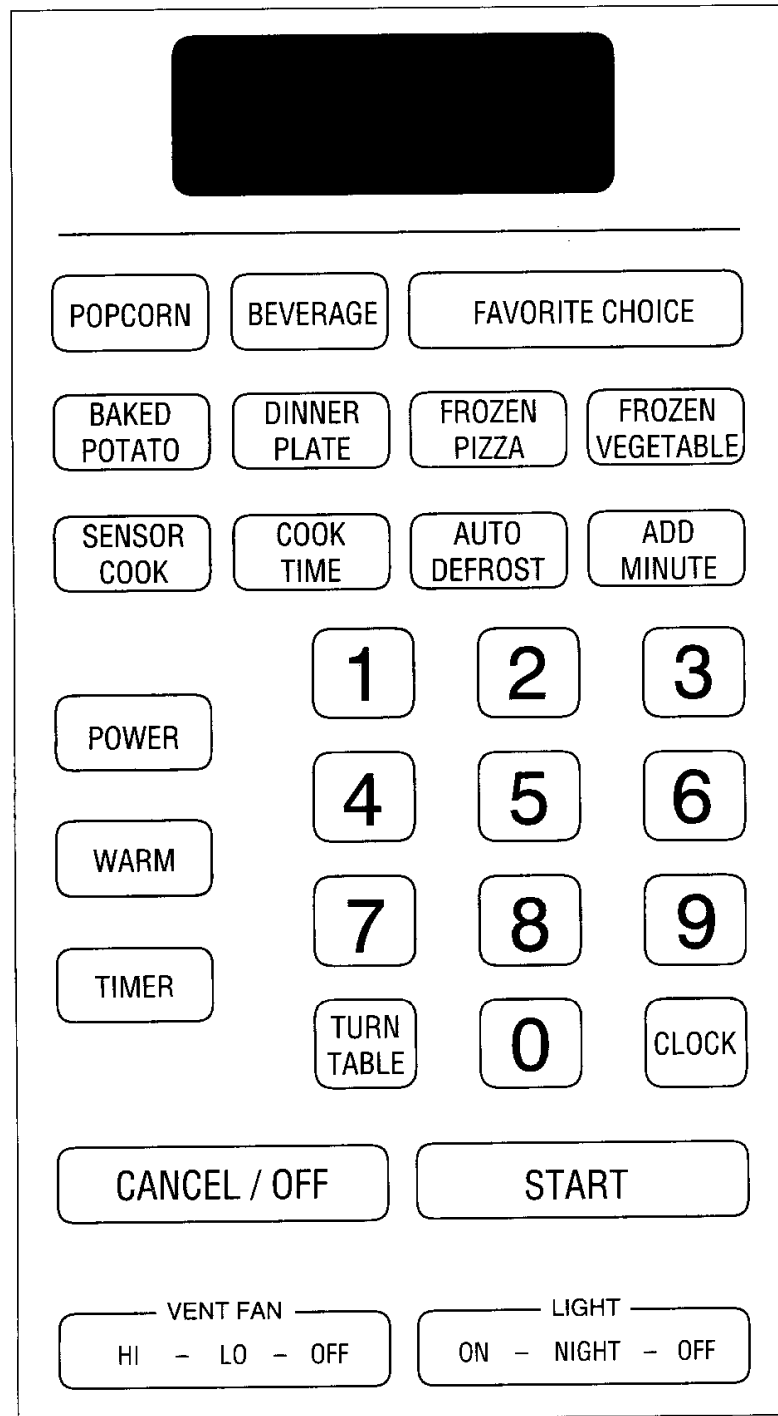 POPCORN BEVERAGE FAVORITE CHOICE
BAKED POTATO DINNER PLATE FROZEN PIZZA FROZEN VEGETABLE
SENSOR COOK COOK TIME AUTO DEFROST ADD MINUTE
1 2 3
POWER
4 5 6
WARM
7 8 9
TIMER
TURN TABLE 0 CLOCK
CANCEL / OFF START
VENT FAN LIGHT
HI – LO – OFF ON – NIGHT – OFF